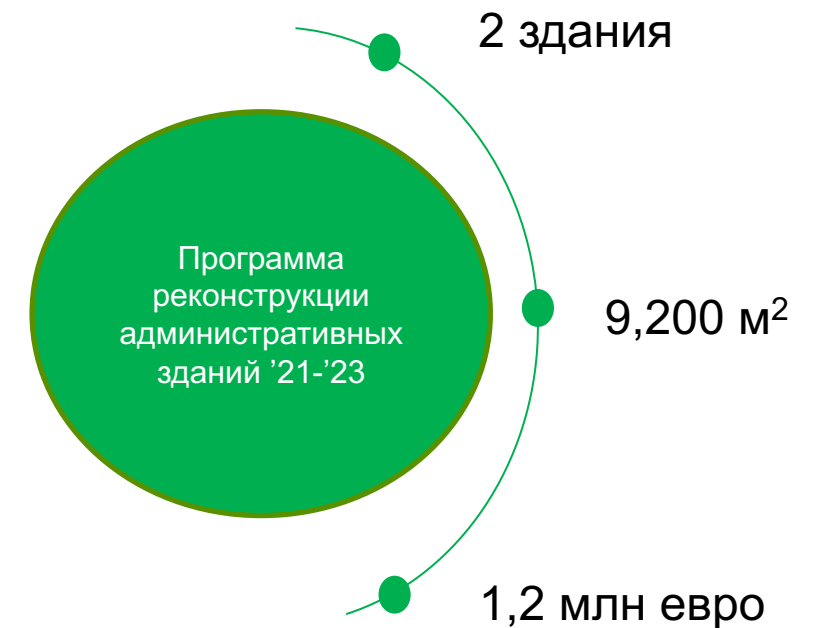 2 здания
Программа
реконструкции
административных
зданий ’21-’23
9,200 м²
1,2 млн евро